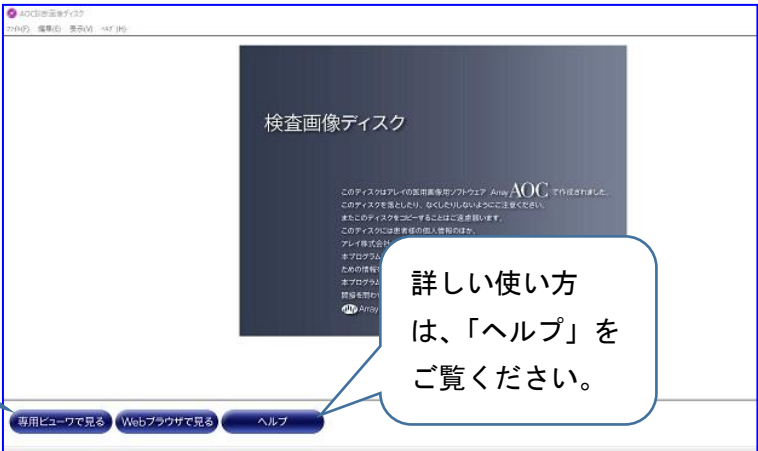 AOC診断画像ディスク
ファイル(F) 編集(E) 表示(V) ヘルプ(H)
検査画像ディスク
このディスクはアレイの医用画像用ソフトウェア Array AOC で作成されました。
このディスクを落としたり、なくしたりしないようにご注意ください。
またこのディスクをコピーすることはご遠慮願います。
このディスクには患者様の個人情報のほか、
アレイ株式会社
本プログラム
ための情報
本プログラム
間接を問わ
Array
詳しい使い方
は、「ヘルプ」を
ご覧ください。
専用ビューワで見る Webブラウザで見る ヘルプ